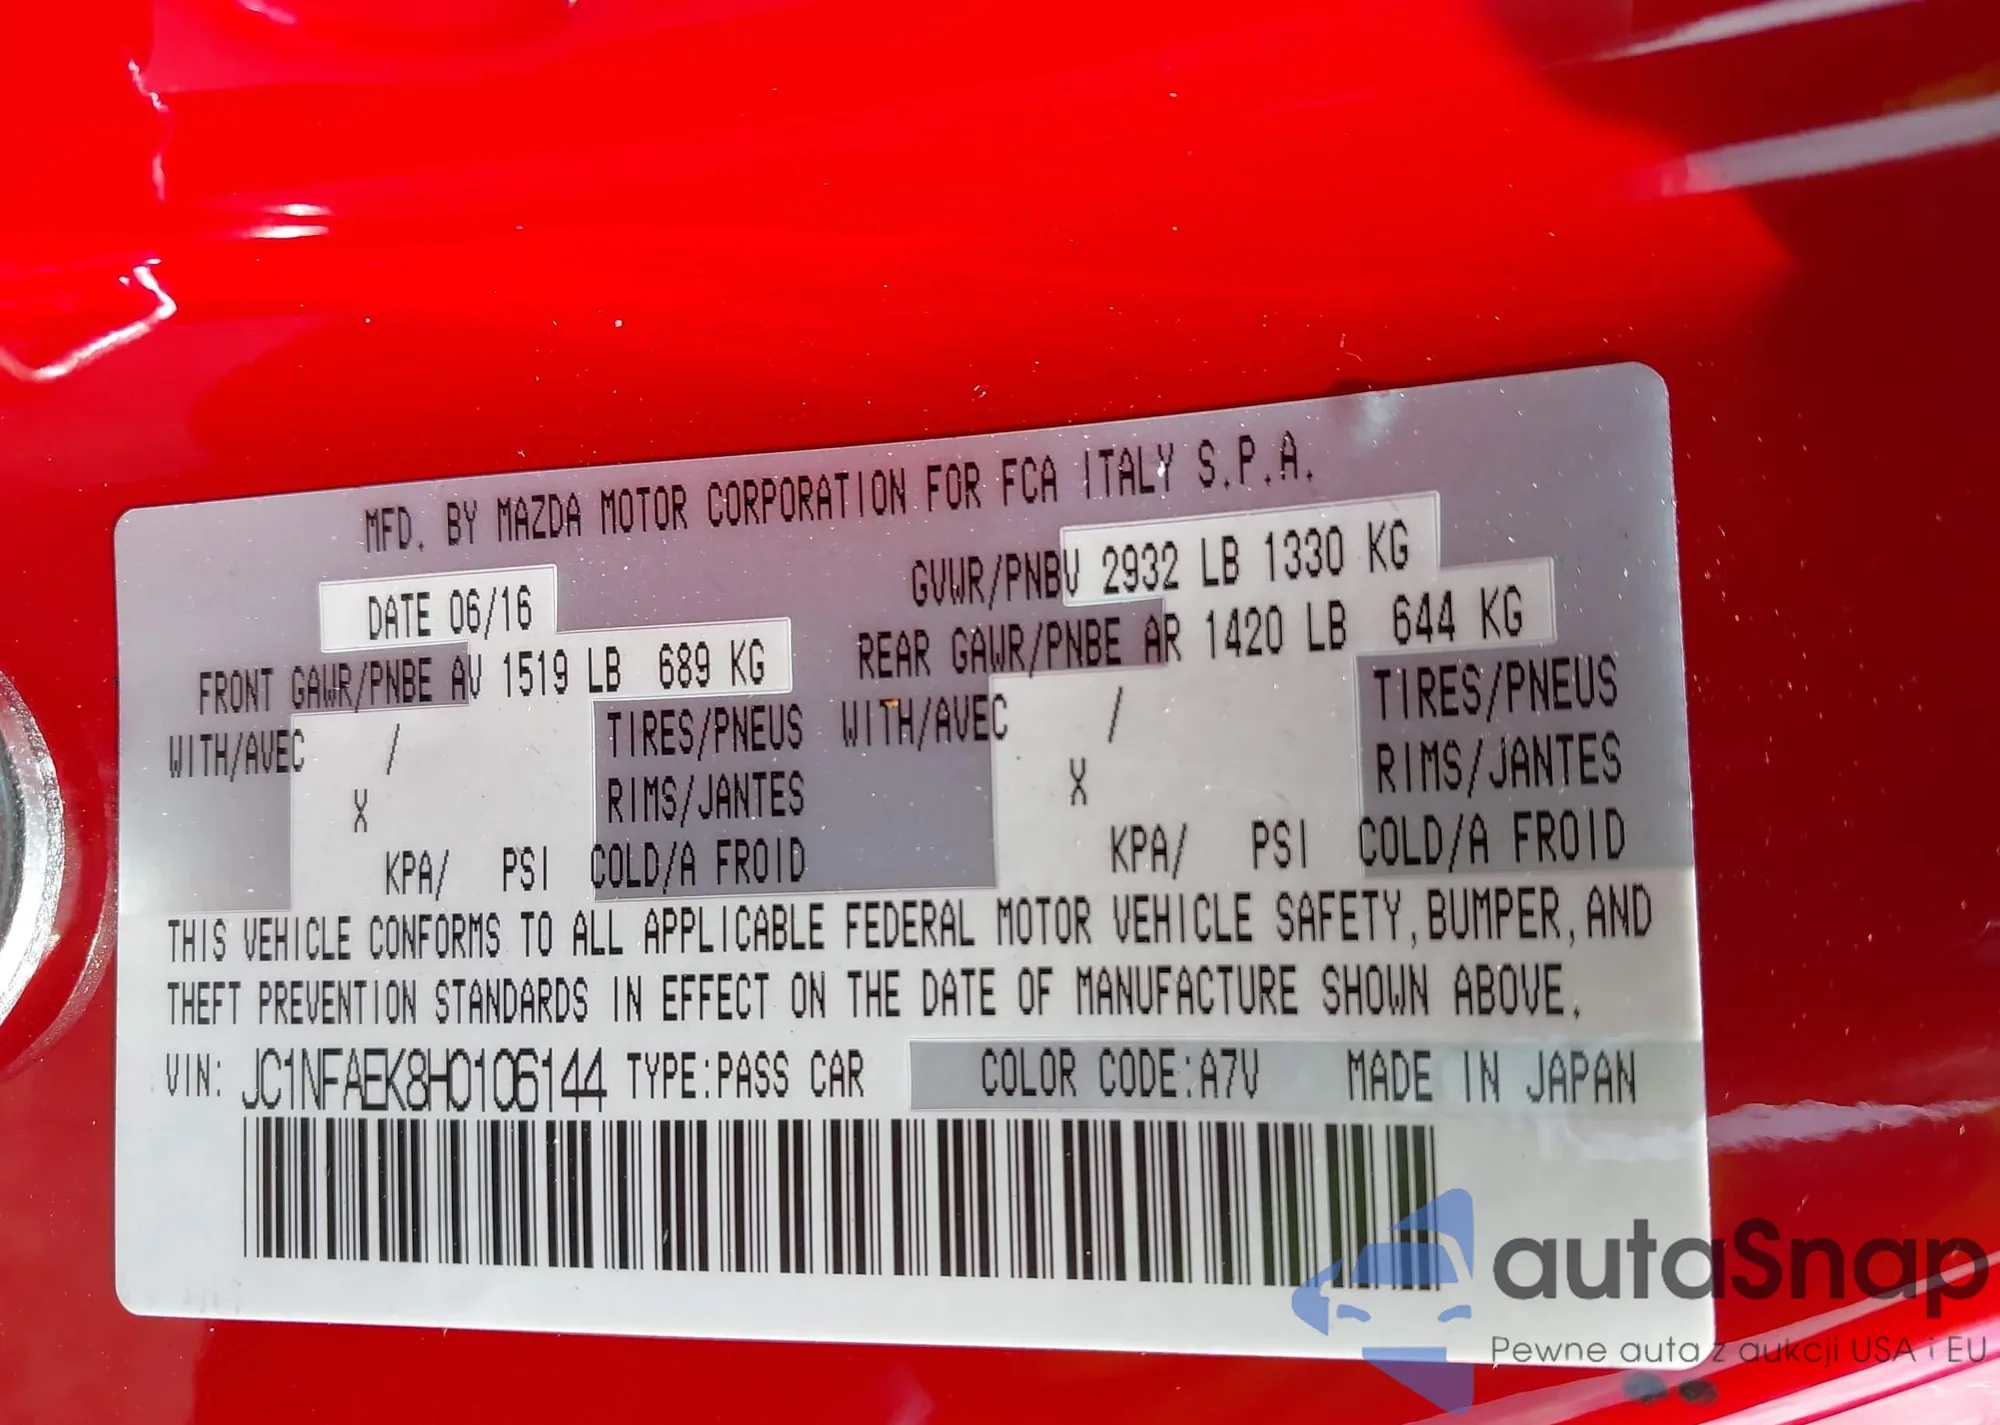 MFD. BY MAZDA MOTOR CORPORATION FOR FCA ITALY S.P.A.
DATE 06/16
GVWR/PNBV 2932 LB 1330 KG
FRONT GAWR/PNBE AV 1519 LB 689 KG
REAR GAWR/PNBE AR 1420 LB 644 KG
WITH/AVEC / TIRES/PNEUS
X RIMS/JANTES
KPA/ PSI COLD/A FROID
WITH/AVEC / TIRES/PNEUS
X RIMS/JANTES
KPA/ PSI COLD/A FROID
THIS VEHICLE CONFORMS TO ALL APPLICABLE FEDERAL MOTOR VEHICLE SAFETY, BUMPER, AND
THEFT PREVENTION STANDARDS IN EFFECT ON THE DATE OF MANUFACTURE SHOWN ABOVE.
VIN: JC1NFAEK8H0106144 TYPE:PASS CAR COLOR CODE:A7V MADE IN JAPAN
autaSnap
Pewne auta z aukcji USA i EU